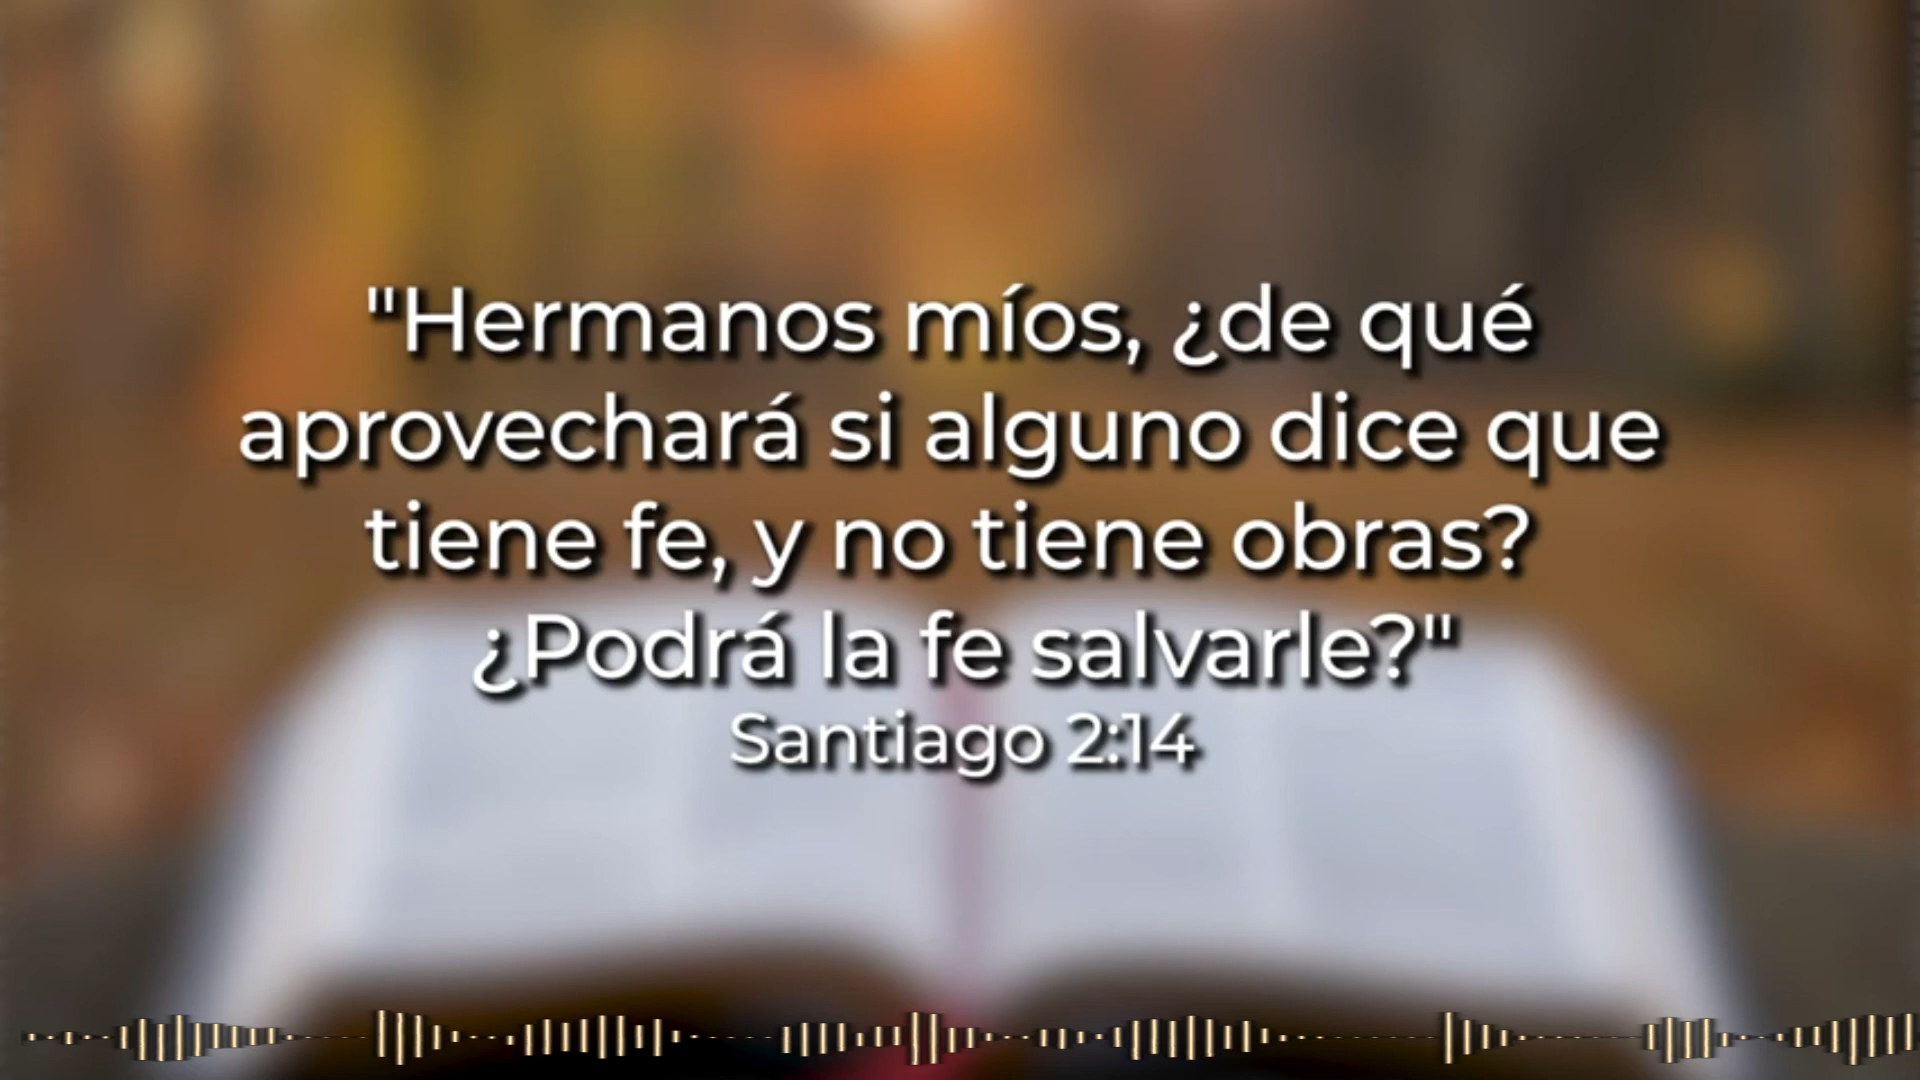 "Hermanos míos, ¿de qué
aprovechará si alguno dice que
tiene fe, y no tiene obras?
¿Podrá la fe salvarle?"
Santiago 2:14